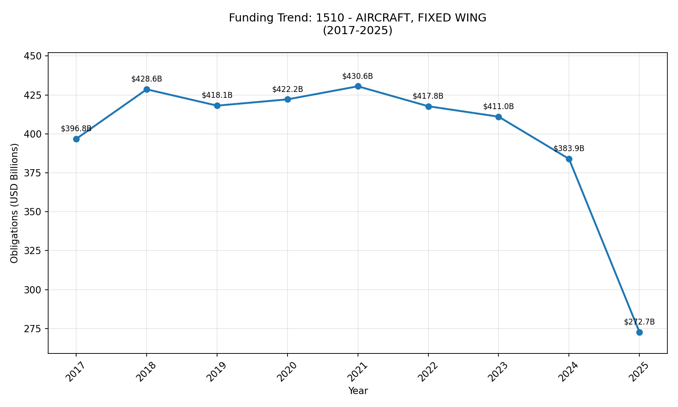 Funding Trend: 1510 - AIRCRAFT, FIXED WING
(2017-2025)
Obligations (USD Billions)
450
425
400
375
350
325
300
275
$396.8B
$428.6B
$418.1B
$422.2B
$430.6B
$417.8B
$411.0B
$383.9B
$272.7B
2017
2018
2019
2020
2021
2022
2023
2024
2025
Year